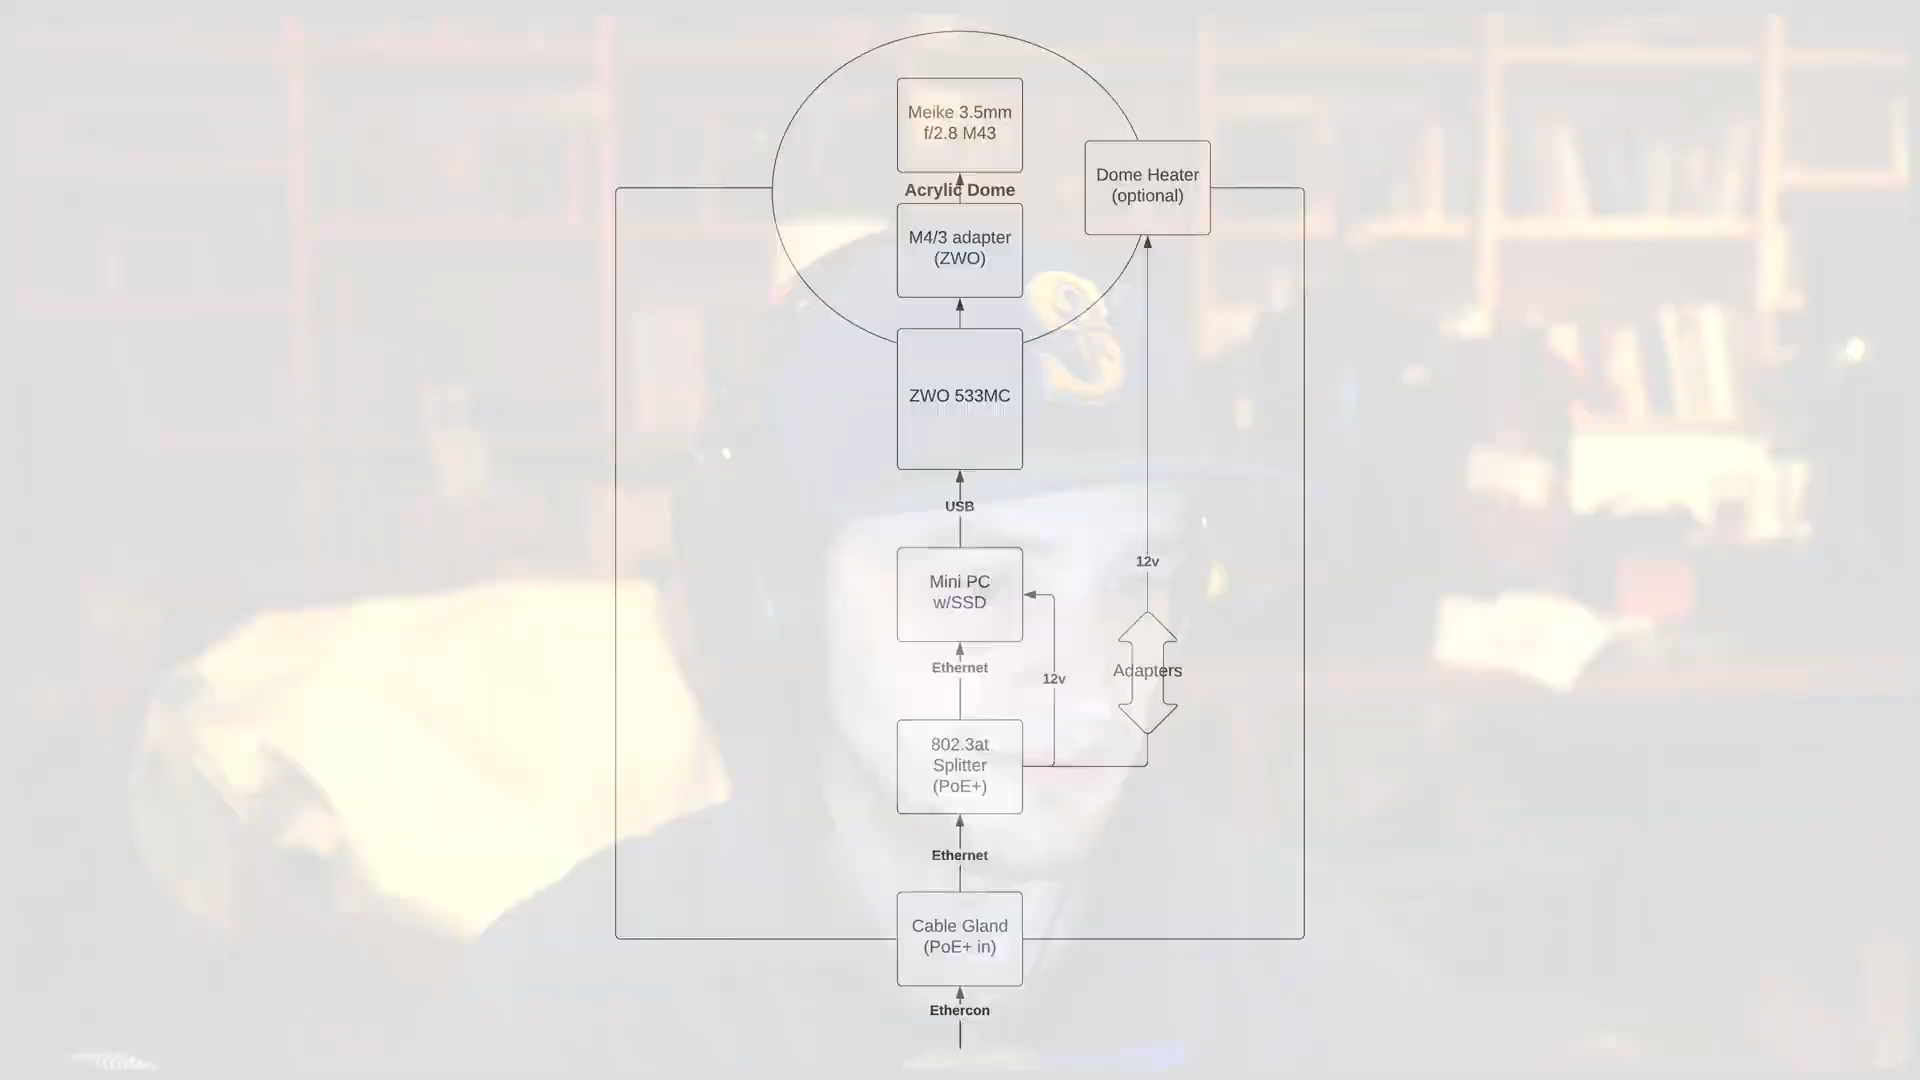 Meike 3.5mm
f/2.8 M43
Acrylic Dome
Dome Heater
(optional)
M4/3 adapter
(ZWO)
ZWO 533MC
USB
12v
Mini PC
w/SSD
Ethernet
12v
Adapters
802.3at
Splitter
(PoE+)
Ethernet
Cable Gland
(PoE+ in)
Ethercon